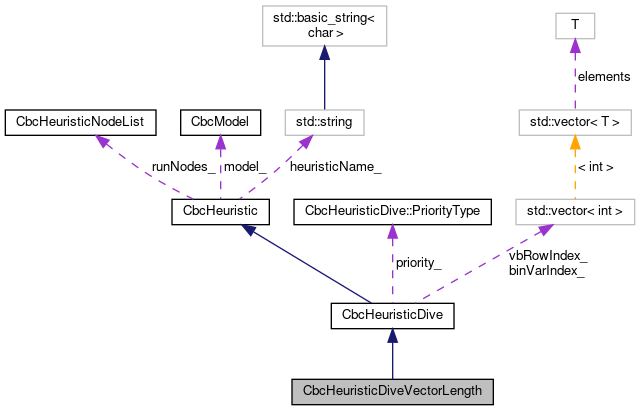 std::basic_string<
char >
T
elements
CbcHeuristicNodeList
CbcModel
std::string
std::vector< T >
runNodes_
model_
heuristicName_
< int >
CbcHeuristic
CbcHeuristicDive::PriorityType
std::vector< int >
priority_
vbRowIndex_
binVarIndex_
CbcHeuristicDive
CbcHeuristicDiveVectorLength